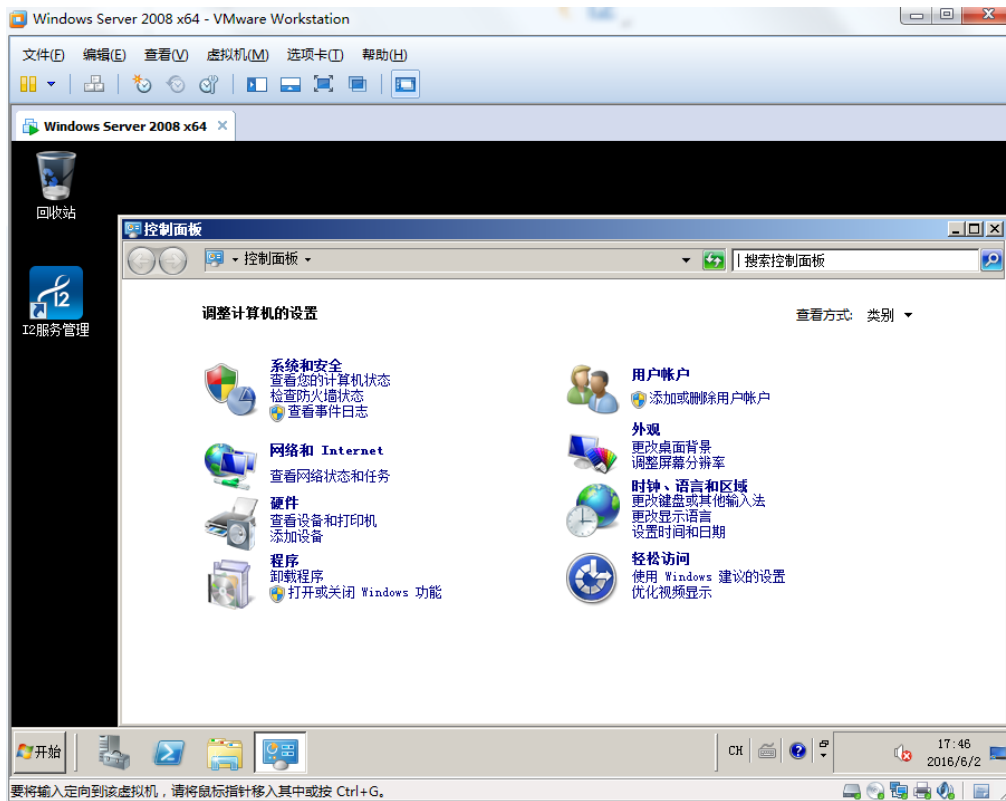 Windows Server 2008 x64 - VMware Workstation
文件(F) 编辑(E) 查看(V) 虚拟机(M) 选项卡(T) 帮助(H)
Windows Server 2008 x64
回收站
I2
I2服务管理
控制面板
控制面板
搜索控制面板
调整计算机的设置
查看方式: 类别
系统和安全
查看您的计算机状态
检查防火墙状态
查看事件日志
网络和 Internet
查看网络状态和任务
硬件
查看设备和打印机
添加设备
程序
卸载程序
打开或关闭 Windows 功能
用户帐户
添加或删除用户帐户
外观
更改桌面背景
调整屏幕分辨率
时钟、语言和区域
更改键盘或其他输入法
更改显示语言
设置时间和日期
轻松访问
使用 Windows 建议的设置
优化视频显示
开始
CH
17:46
2016/6/2
要将输入定向到该虚拟机，请将鼠标指针移入其中或按 Ctrl+G。